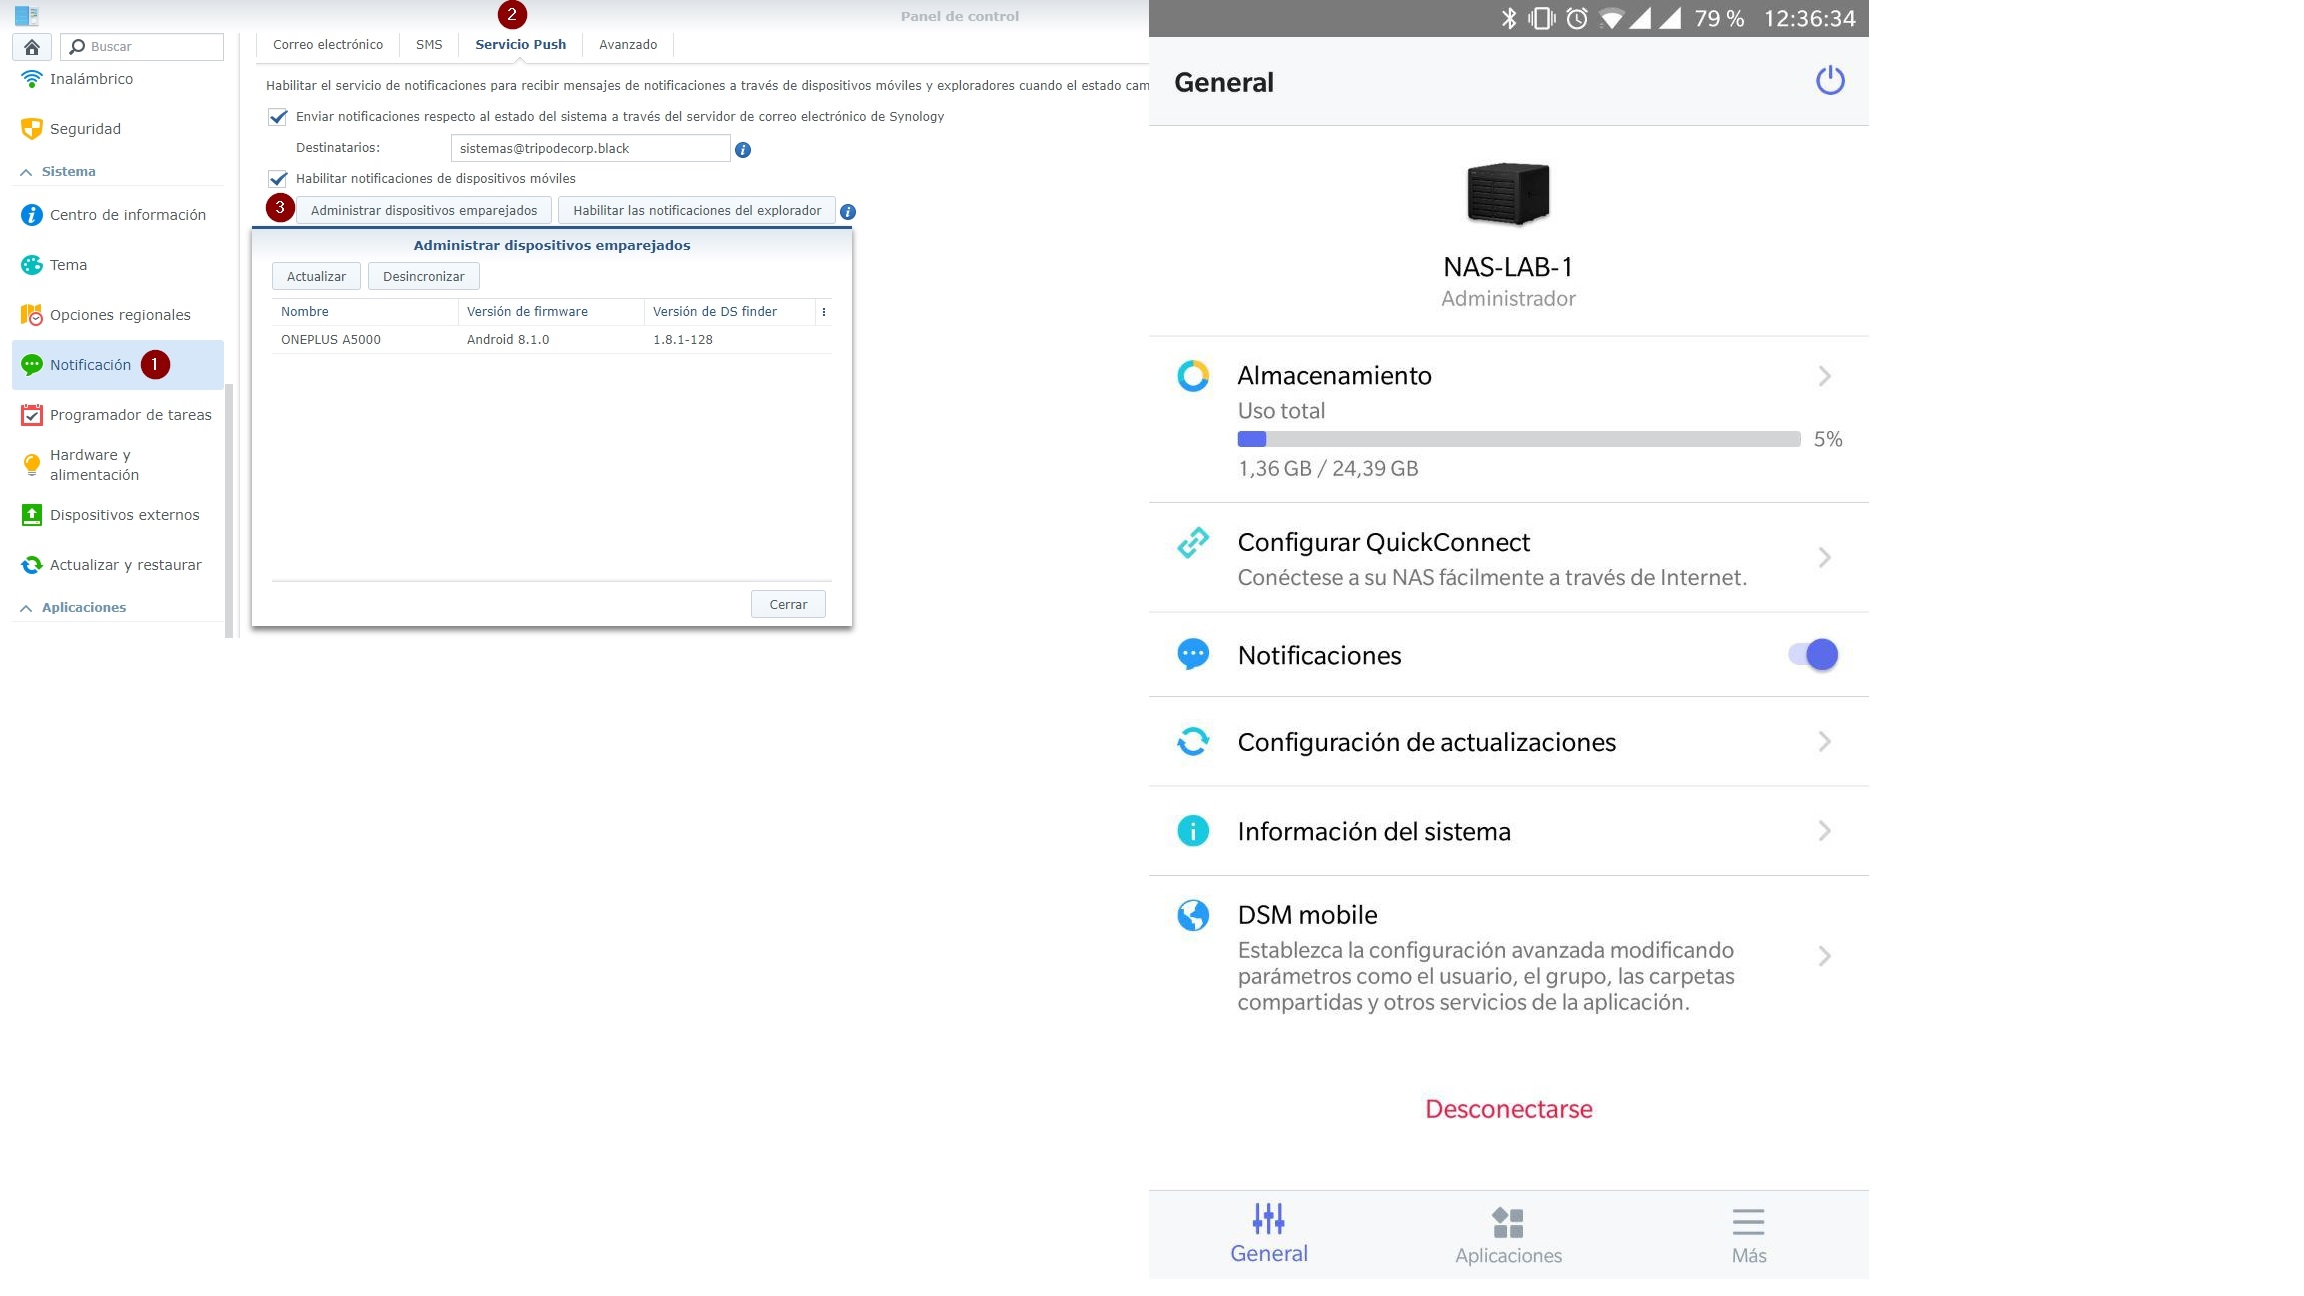 2
Panel de control
Buscar
Correo electrónico
SMS
Servicio Push
Avanzado
Inalámbrico
Seguridad
Sistema
Centro de información
Tema
Opciones regionales
Notificación 1
Programador de tareas
Hardware y
alimentación
Dispositivos externos
Actualizar y restaurar
Aplicaciones
Habilitar el servicio de notificaciones para recibir mensajes de notificaciones a través de dispositivos móviles y exploradores cuando el estado cam
Enviar notificaciones respecto al estado del sistema a través del servidor de correo electrónico de Synology
Destinatarios: sistemas@tripodecorp.black
Habilitar notificaciones de dispositivos móviles
3 Administrar dispositivos emparejados Habilitar las notificaciones del explorador
Administrar dispositivos emparejados
Actualizar Desincronizar
Nombre Versión de firmware Versión de DS finder
ONEPLUS A5000 Android 8.1.0 1.8.1-128
Cerrar
79 % 12:36:34
General
NAS-LAB-1
Administrador
Almacenamiento
Uso total
5%
1,36 GB / 24,39 GB
Configurar QuickConnect
Conéctese a su NAS fácilmente a través de Internet.
Notificaciones
Configuración de actualizaciones
Información del sistema
DSM mobile
Establezca la configuración avanzada modificando
parámetros como el usuario, el grupo, las carpetas
compartidas y otros servicios de la aplicación.
Desconectarse
General Aplicaciones Más